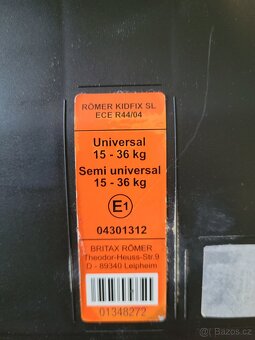 RÖMER KIDFIX SL
ECE R44/04
Universal
15 - 36 kg
Semi universal
15 - 36 kg
E1
04301312
BRITAX RÖMER
Theodor-Heuss-Str.9
D - 89340 Leipheim
01348272
Bazos.cz